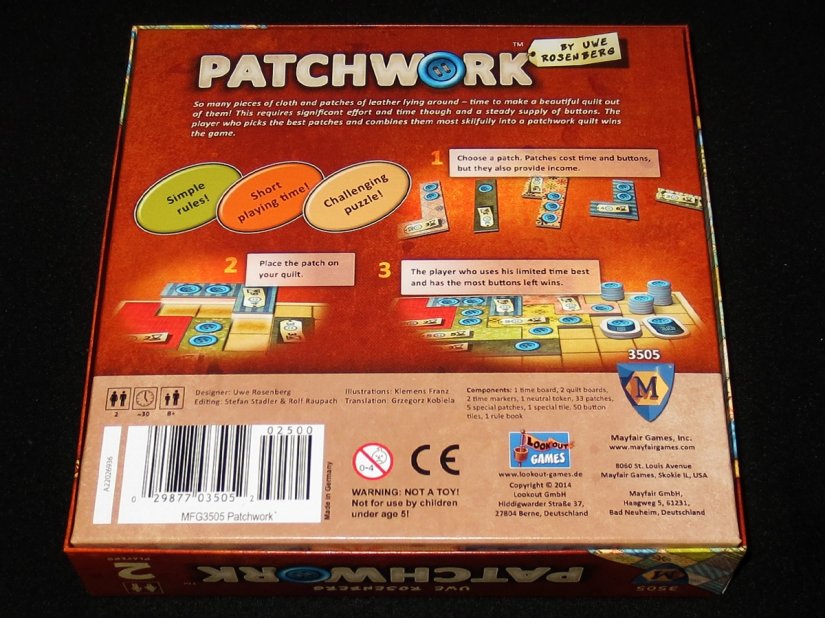 PATCHWORK™
BY UWE
ROSENBERG
So many pieces of cloth and patches of leather lying around – time to make a beautiful quilt out
of them! This requires significant effort and time though and a steady supply of buttons. The
player who picks the best patches and combines them most skilfully into a patchwork quilt wins
the game.
Simple
rules!
Short
playing time!
Challenging
puzzle!
1
Choose a patch. Patches cost time and buttons,
but they also provide income.
2
Place the patch on
your quilt.
3
The player who uses his limited time best
and has the most buttons left wins.
3505
M
2
~30
8+
Designer: Uwe Rosenberg
Editing: Stefan Stadler & Rolf Raupach
Illustrations: Klemens Franz
Translation: Grzegorz Kobiela
Components: 1 time board, 2 quilt boards,
2 time markers, 1 neutral token, 33 patches,
5 special patches, 1 special tile, 50 button
tiles, 1 rule book
A22026936
02500
0 29877 03505 2
MFG3505 Patchwork
Made in Germany
0-4
CE
WARNING: NOT A TOY!
Not for use by children
under age 5!
LOOKOUT
GAMES
www.lookout-games.de
Copyright © 2014
Lookout GmbH
Hiddigwarder Straße 37,
27804 Berne, Deutschland
Mayfair Games, Inc.
www.mayfairgames.com
8060 St. Louis Avenue
Mayfair Games, Skokie IL, USA
Mayfair GmbH,
Haagweg 5, 61231,
Bad Neuheim, Deutschland
PLAYERS
2
PATCHWORK™
UWE ROSENBERG
M
3505